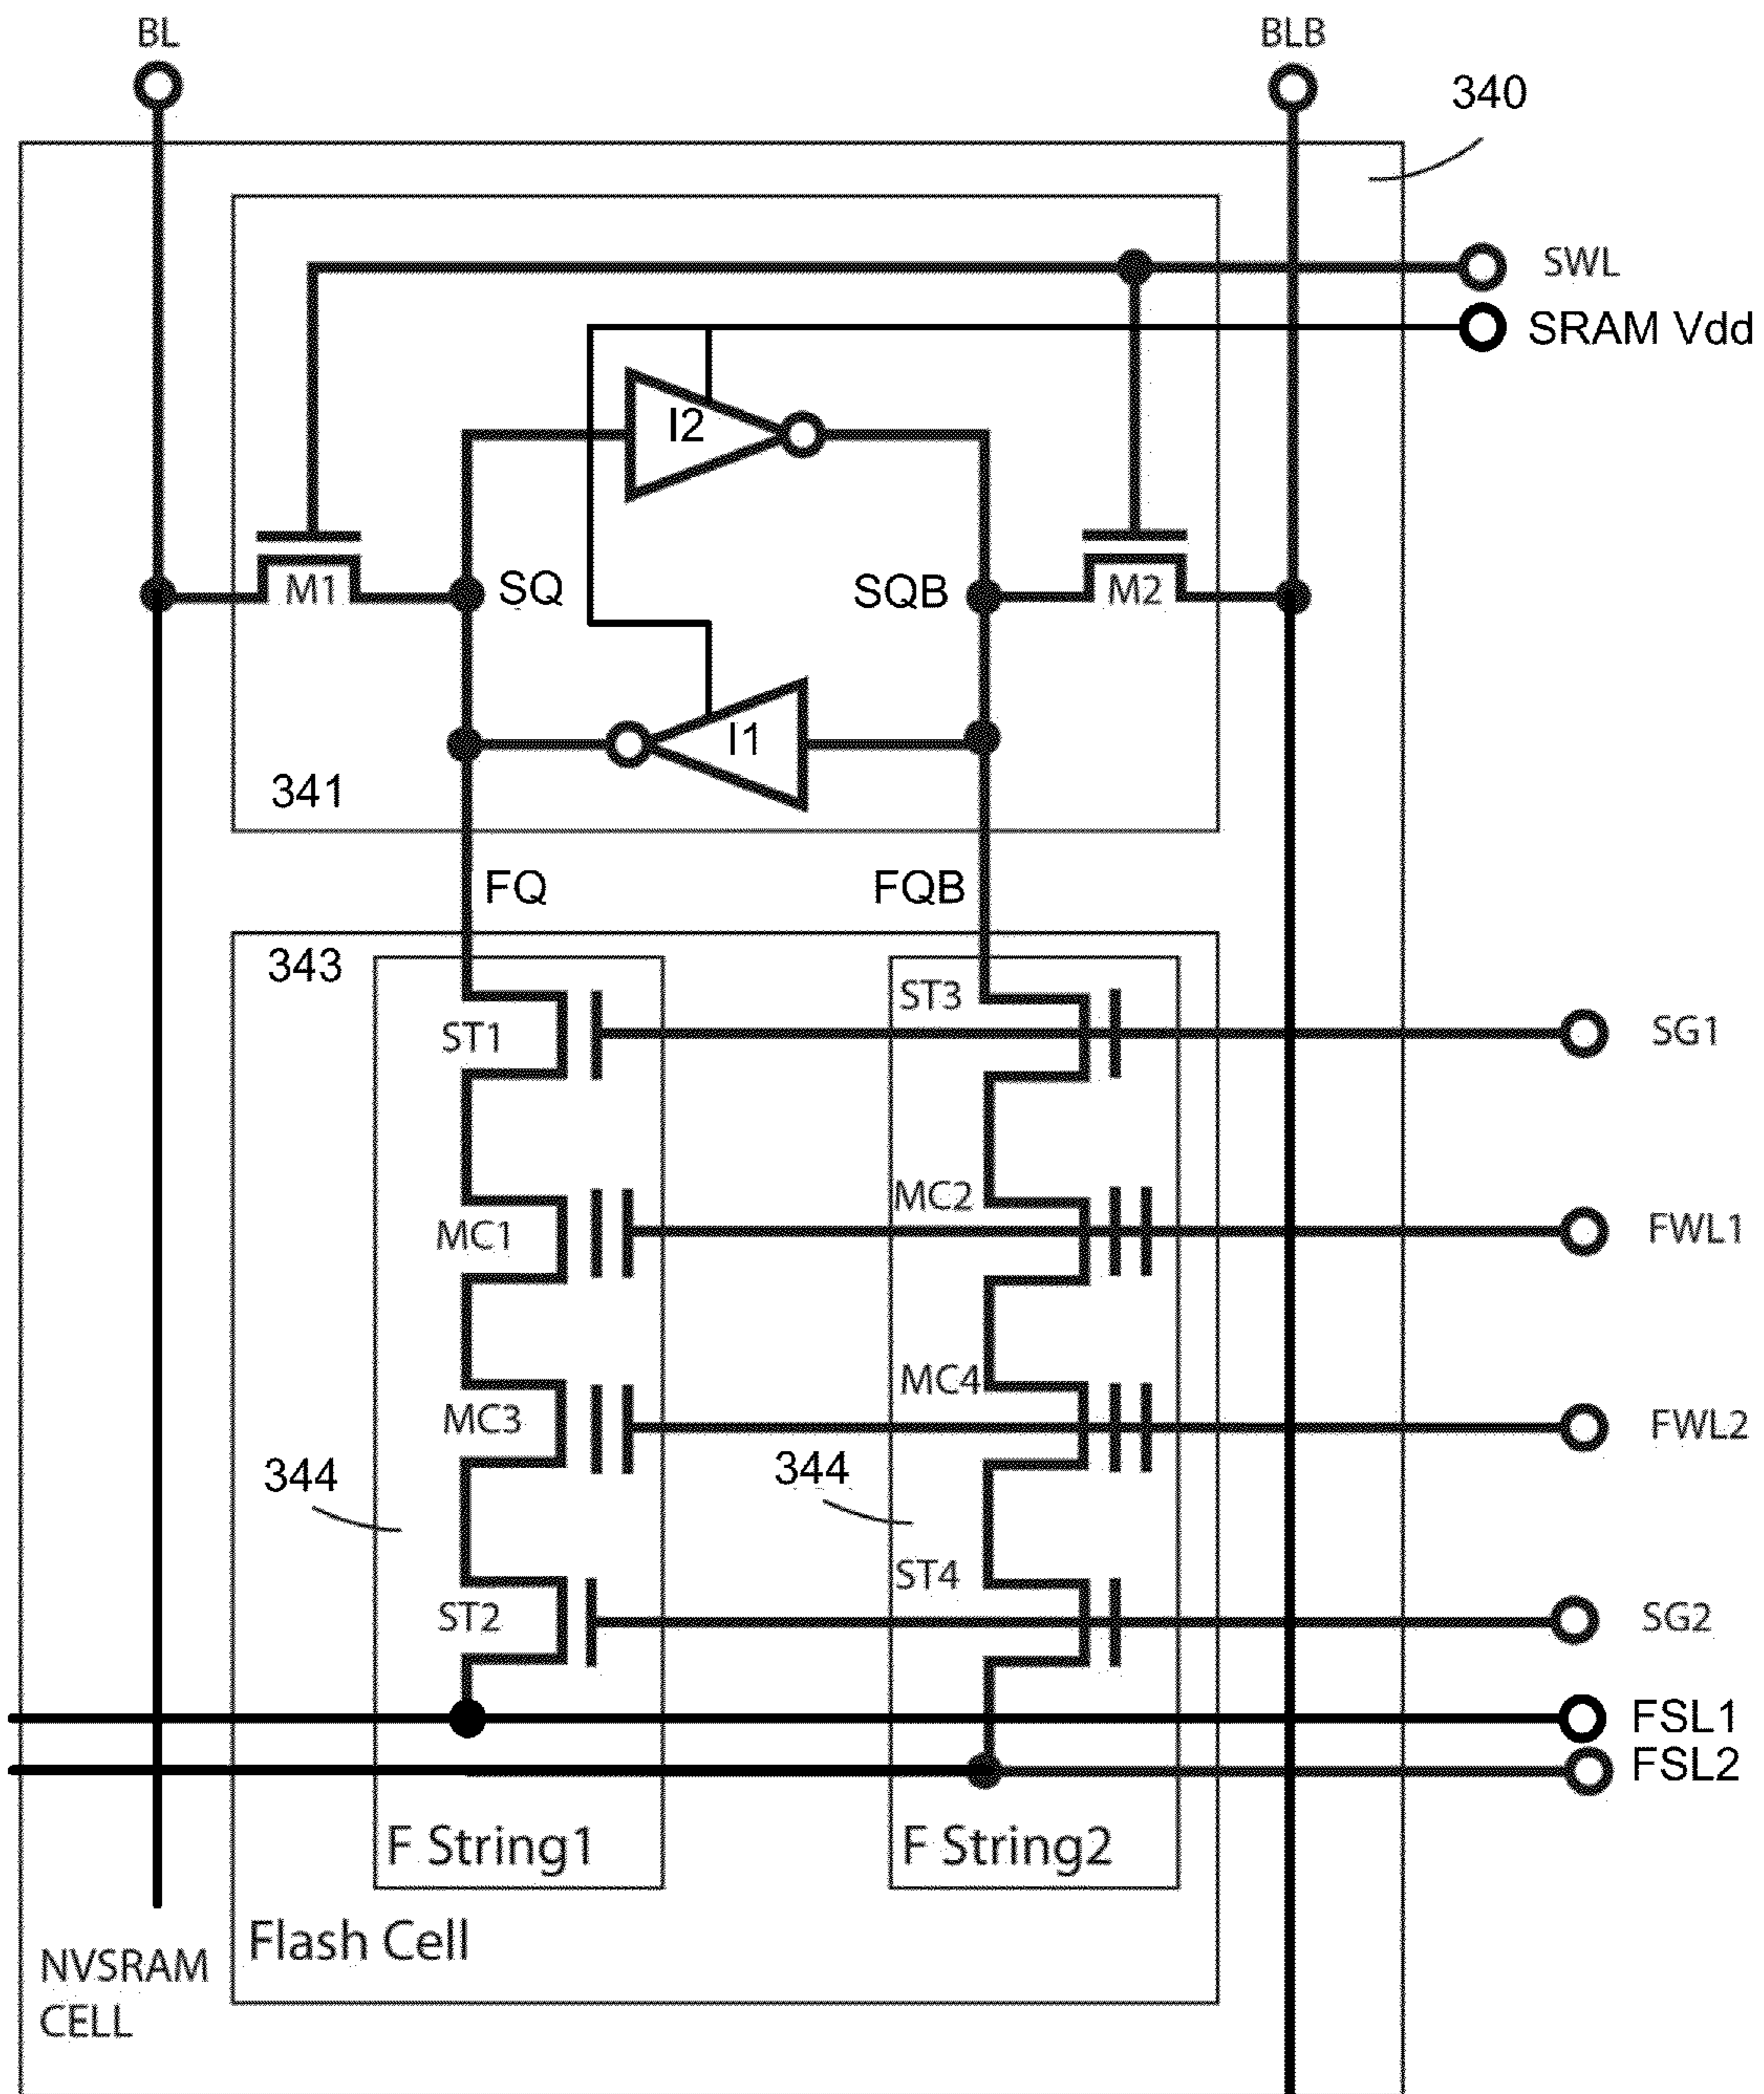 BL
BLB
340
SWL
SRAM Vdd
I2
M1
SQ
SQB
M2
I1
341
FQ
FQB
343
ST1
ST3
SG1
MC1
MC2
FWL1
MC3
MC4
FWL2
344
344
ST2
ST4
SG2
FSL1
FSL2
F String1
F String2
Flash Cell
NVSRAM
CELL